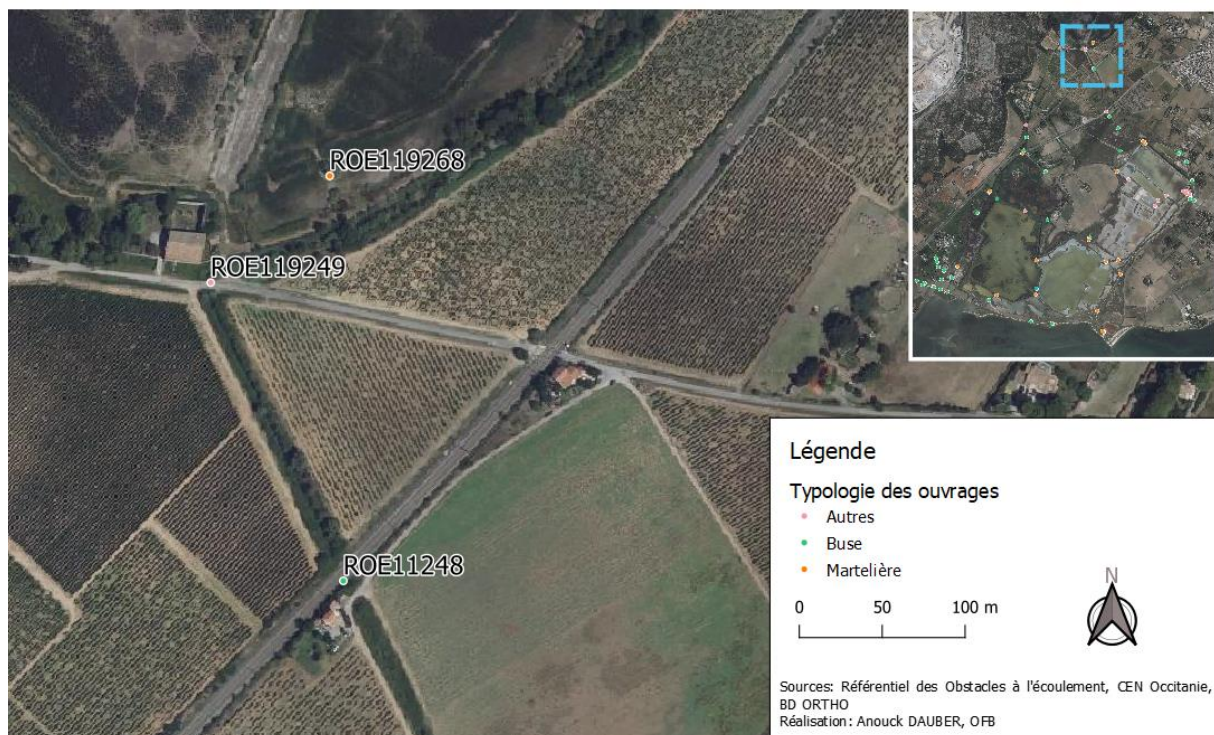 ROE119268
ROE119249
ROE11248
Légende
Typologie des ouvrages
Autres
Buse
Martelière
0 50 100 m
N
Sources: Référentiel des Obstacles à l'écoulement, CEN Occitanie,
BD ORTHO
Réalisation: Anouck DAUBER, OFB